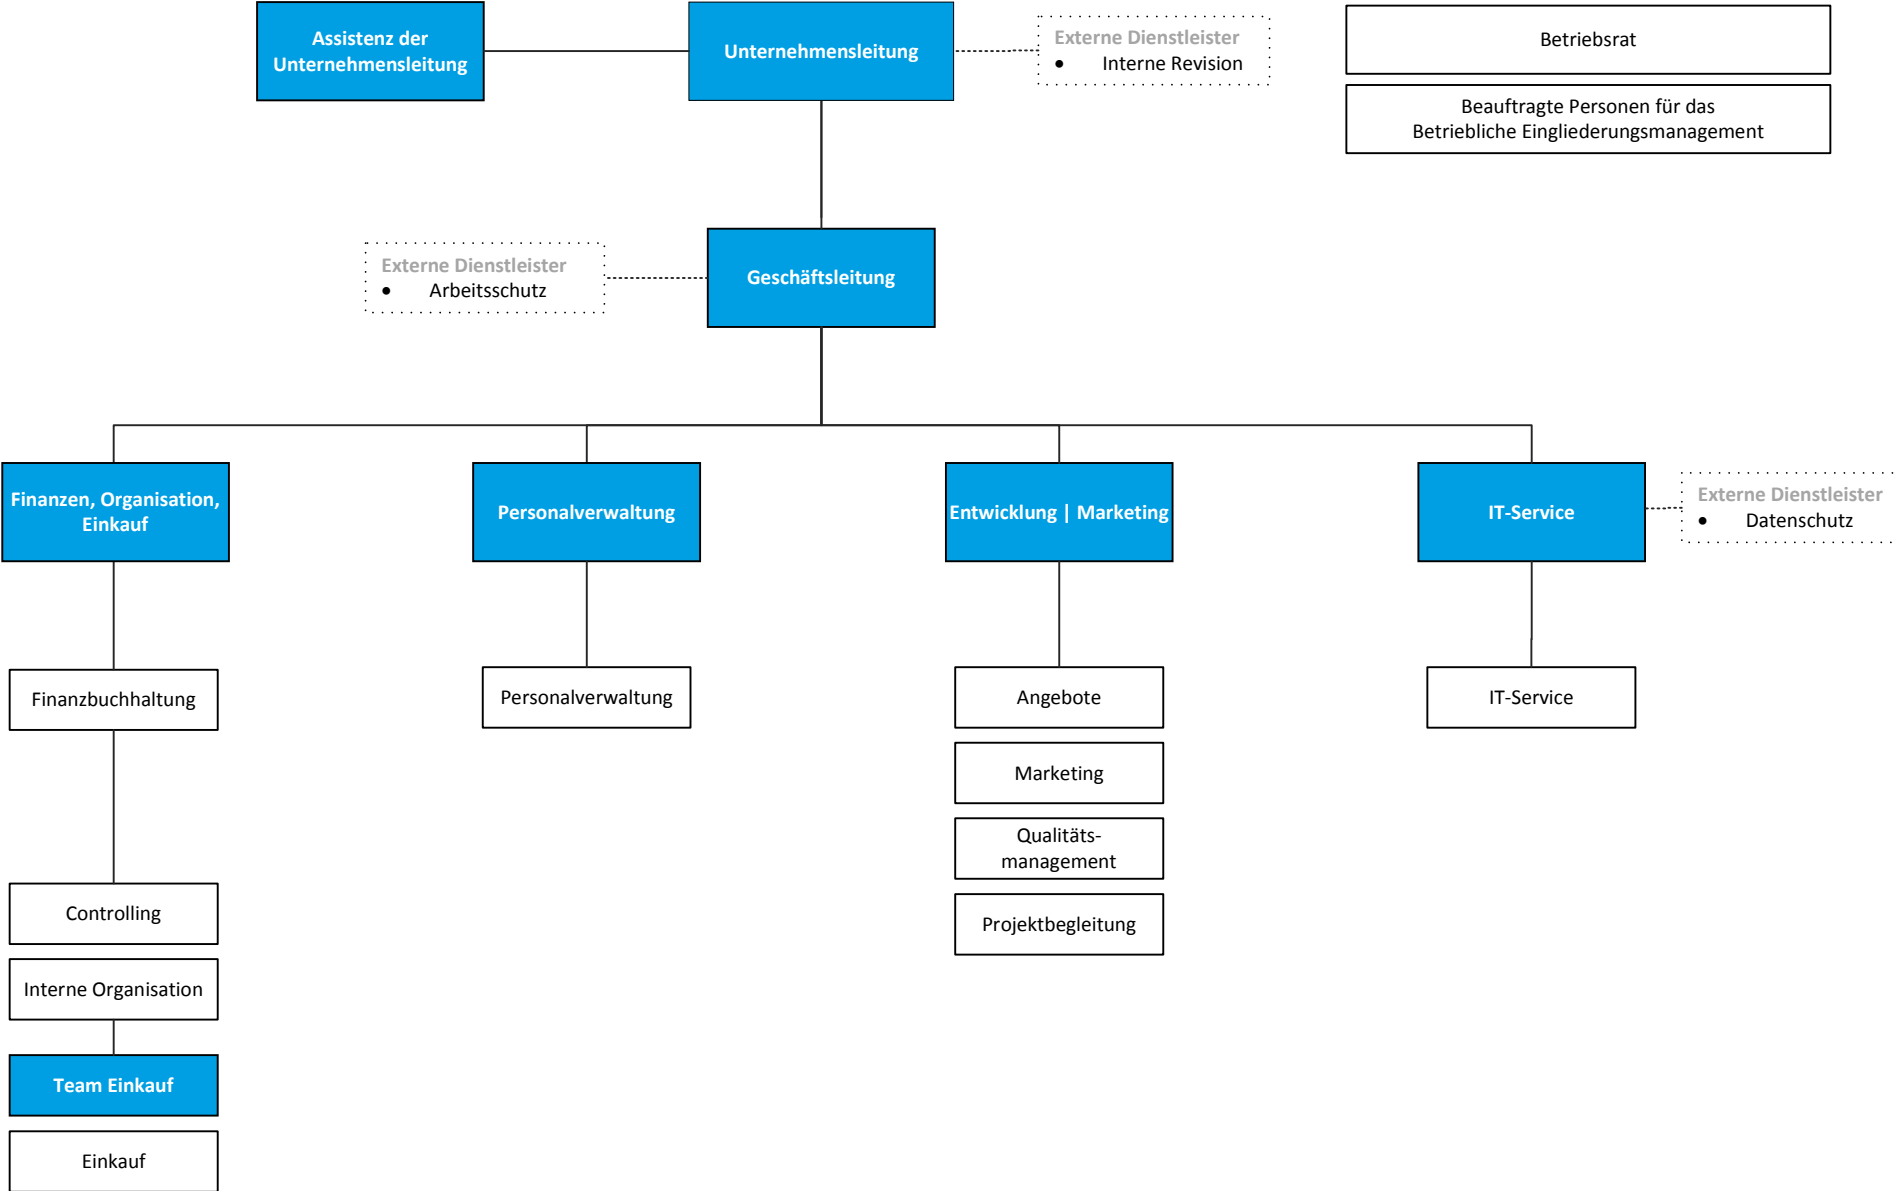 Assistenz der
Unternehmensleitung
Unternehmensleitung
Externe Dienstleister
• Interne Revision
Betriebsrat
Beauftragte Personen für das
Betriebliche Eingliederungsmanagement
Externe Dienstleister
• Arbeitsschutz
Geschäftsleitung
Finanzen, Organisation,
Einkauf
Personalverwaltung
Entwicklung | Marketing
IT-Service
Externe Dienstleister
• Datenschutz
Finanzbuchhaltung
Personalverwaltung
Angebote
IT-Service
Marketing
Qualitäts-
management
Controlling
Projektbegleitung
Interne Organisation
Team Einkauf
Einkauf